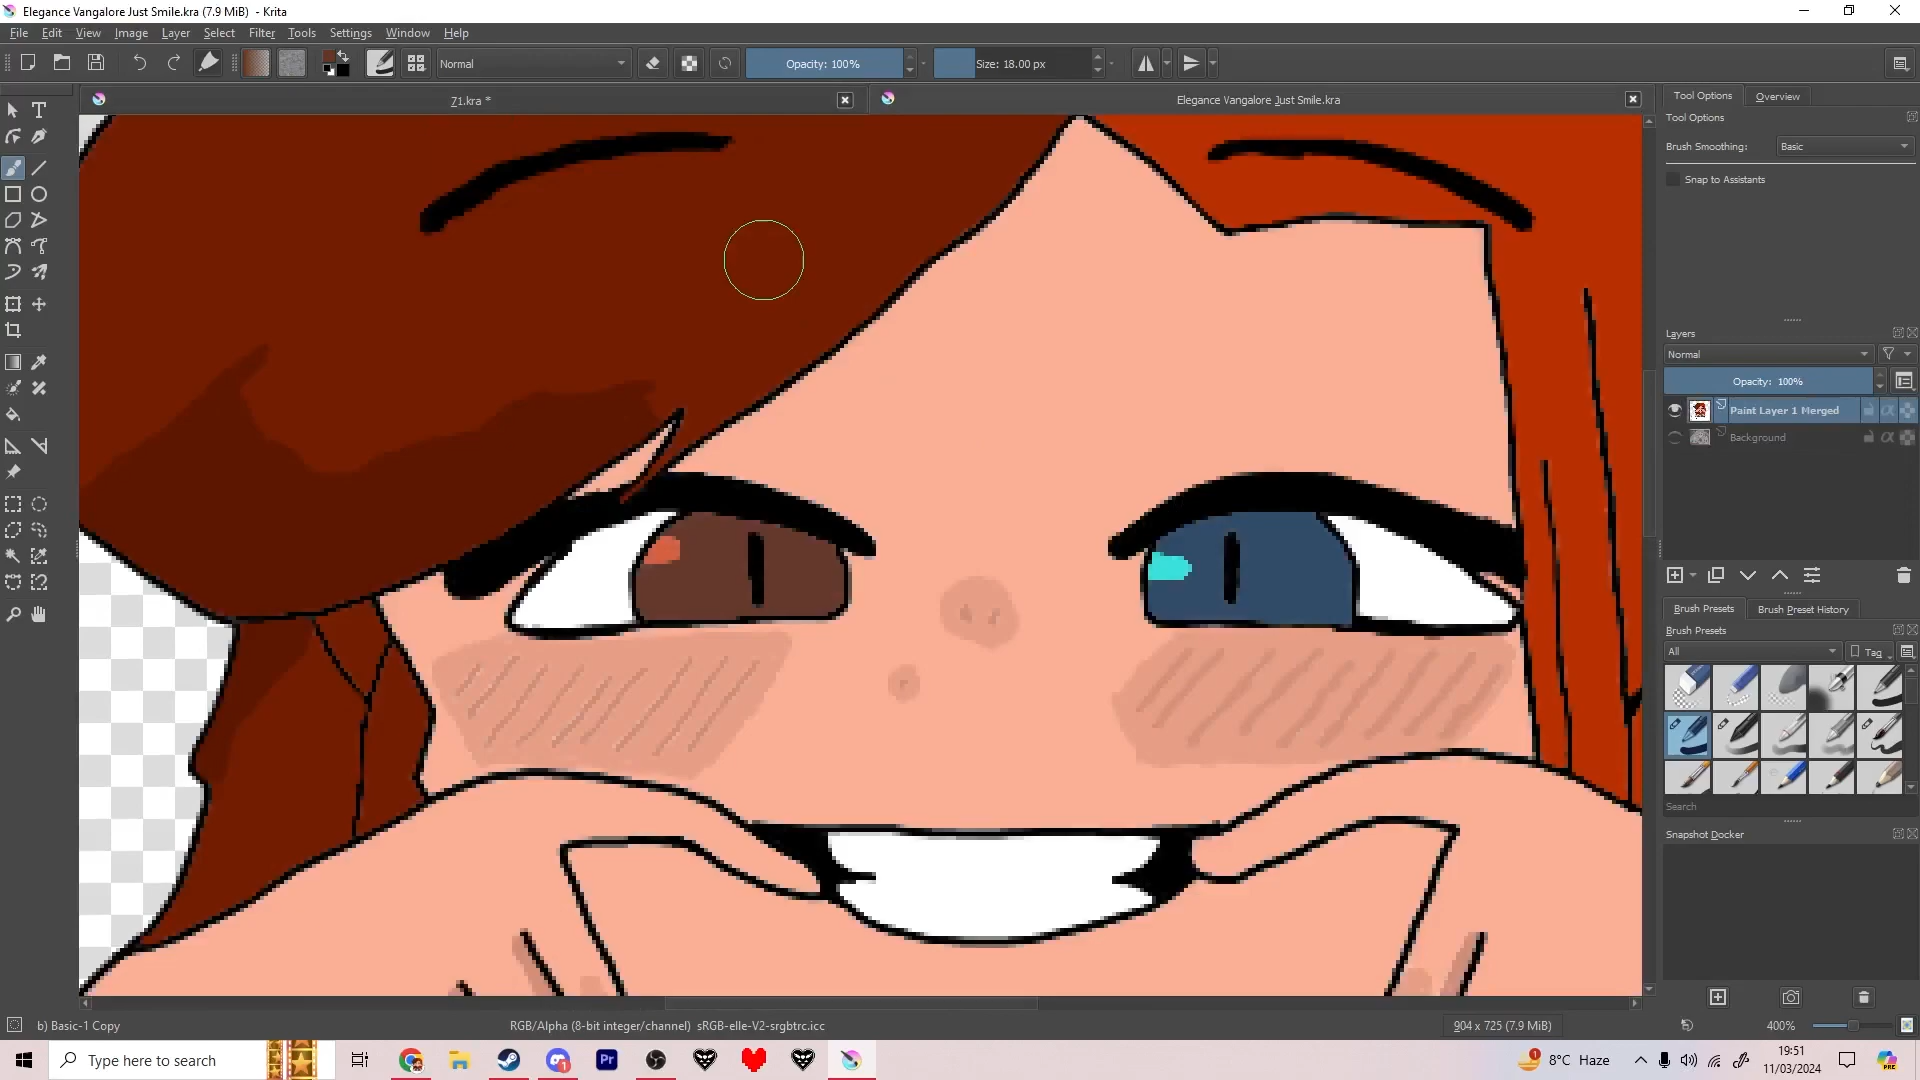 Elegance Vangalore Just Smile.kra (7.9 MiB)  - Krita
File Edit View Image Layer Select Filter Tools Settings Window Help
Normal
Opacity: 100%
Size: 18.00 px
71.kra *
Elegance Vangalore Just Smile.kra
Tool Options
Overview
Tool Options
Brush Smoothing:
Basic
Snap to Assistants
Layers
Normal
Opacity:  100%
Paint Layer 1 Merged
Background
Brush Presets
Brush Preset History
Brush Presets
All
Tag
Search
Snapshot Docker
b) Basic-1 Copy
RGB/Alpha (8-bit integer/channel)  sRGB-elle-V2-srgbtrc.icc
904 x 725 (7.9 MiB)
400%
Type here to search
1
Pr
1
8°C  Haze
19:51
11/03/2024
PRE